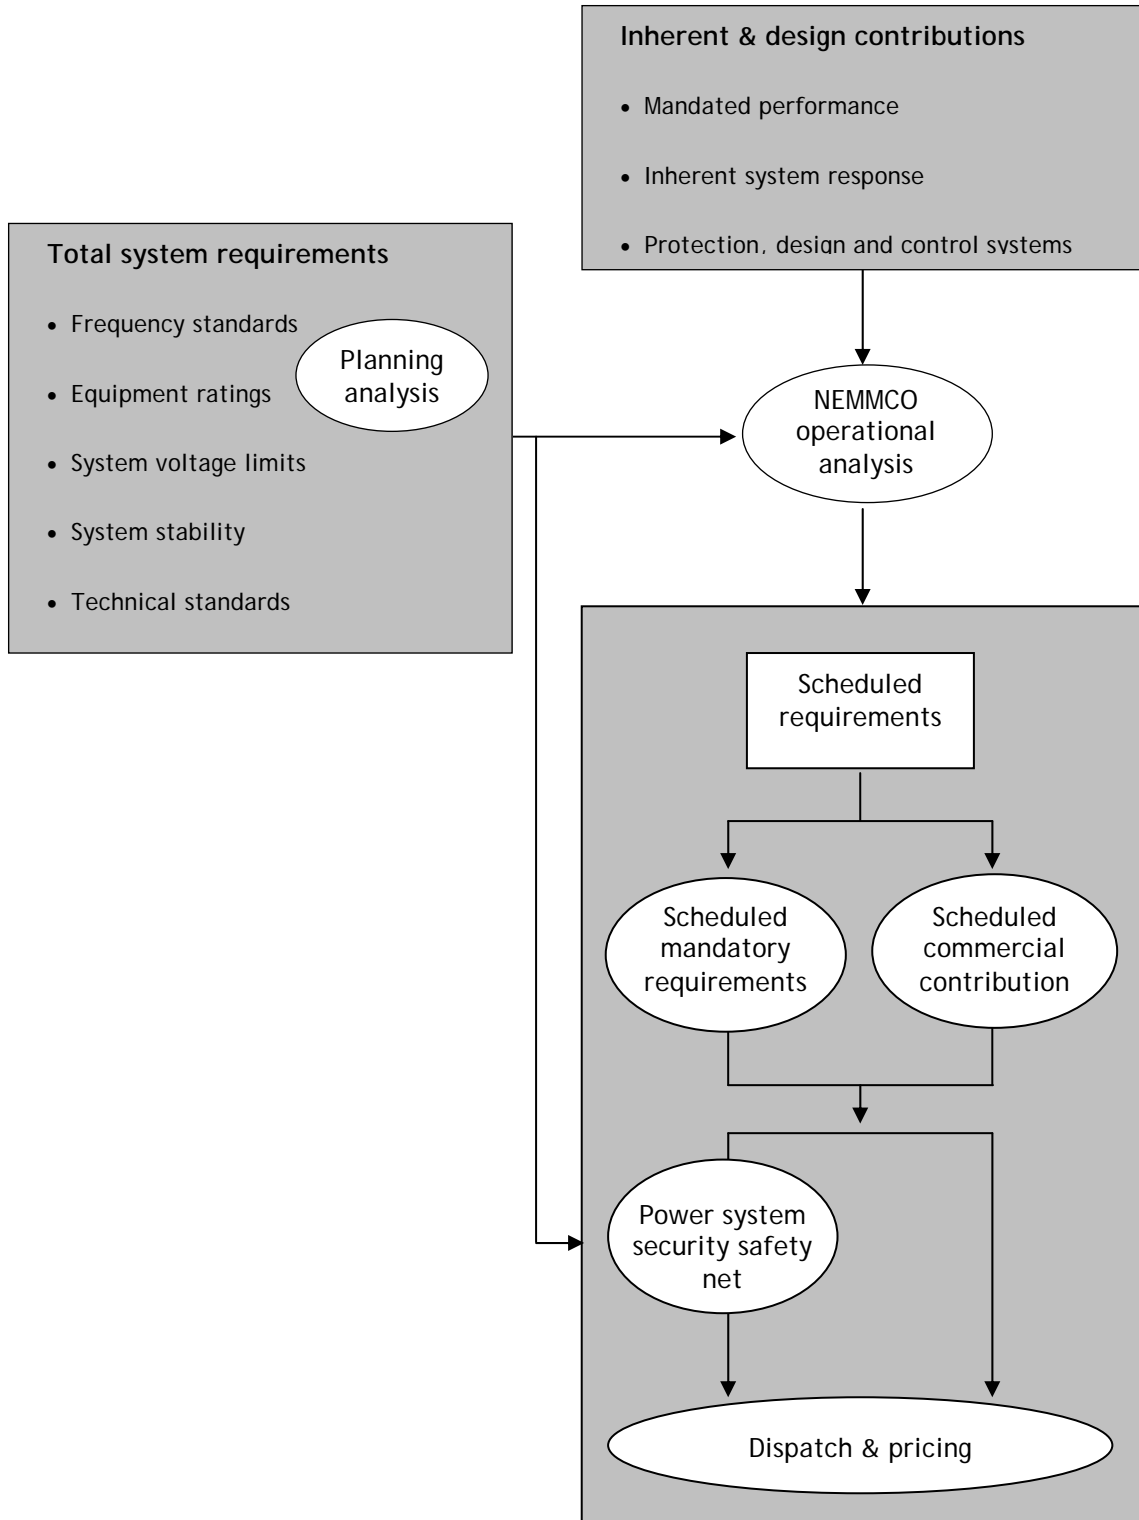 Inherent & design contributions
• Mandated performance
• Inherent system response
• Protection, design and control systems
Total system requirements
• Frequency standards
• Equipment ratings
• System voltage limits
• System stability
• Technical standards
Planning
analysis
NEMMCO
operational
analysis
Scheduled
requirements
Scheduled
mandatory
requirements
Scheduled
commercial
contribution
Power system
security safety
net
Dispatch & pricing